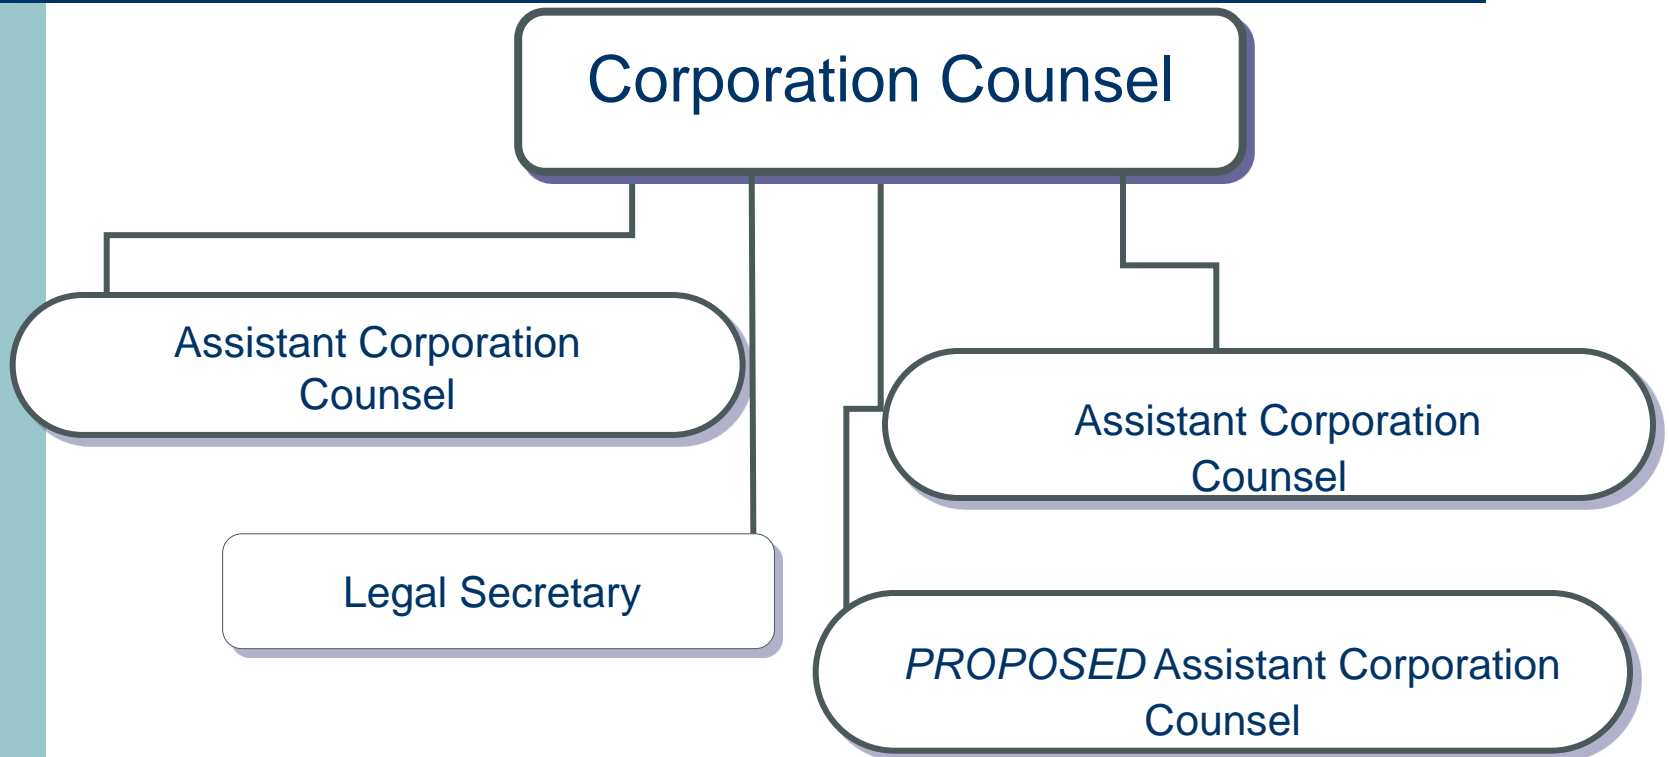 Corporation Counsel
Assistant Corporation
Counsel
Assistant Corporation
Counsel
Legal Secretary
PROPOSED Assistant Corporation
Counsel